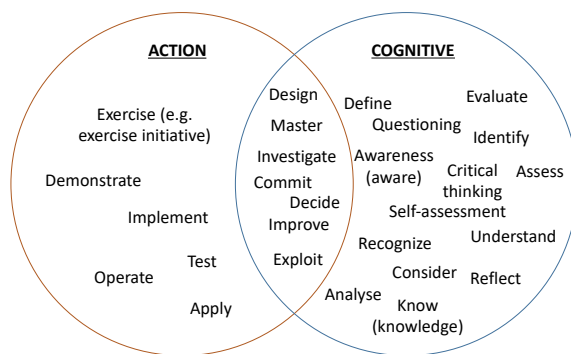 ACTION
COGNITIVE
Exercise (e.g.
exercise initiative)
Demonstrate
Implement
Test
Operate
Apply
Design
Master
Investigate
Commit
Decide
Improve
Exploit
Define
Evaluate
Questioning
Identify
Awareness
(aware)
Critical
thinking
Assess
Self-assessment
Recognize
Understand
Consider
Reflect
Analyse
Know
(knowledge)